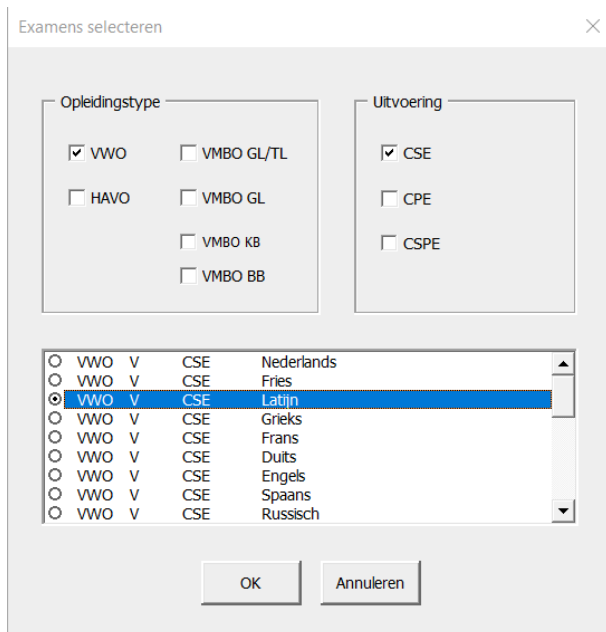 Examens selecteren
Opleidingstype
Uitvoering
VWO VMBO GL/TL CSE
HAVO VMBO GL CPE
VMBO KB CSPE
VMBO BB
VWO V CSE Nederlands
VWO V CSE Fries
VWO V CSE Latijn
VWO V CSE Grieks
VWO V CSE Frans
VWO V CSE Duits
VWO V CSE Engels
VWO V CSE Spaans
VWO V CSE Russisch
OK Annuleren